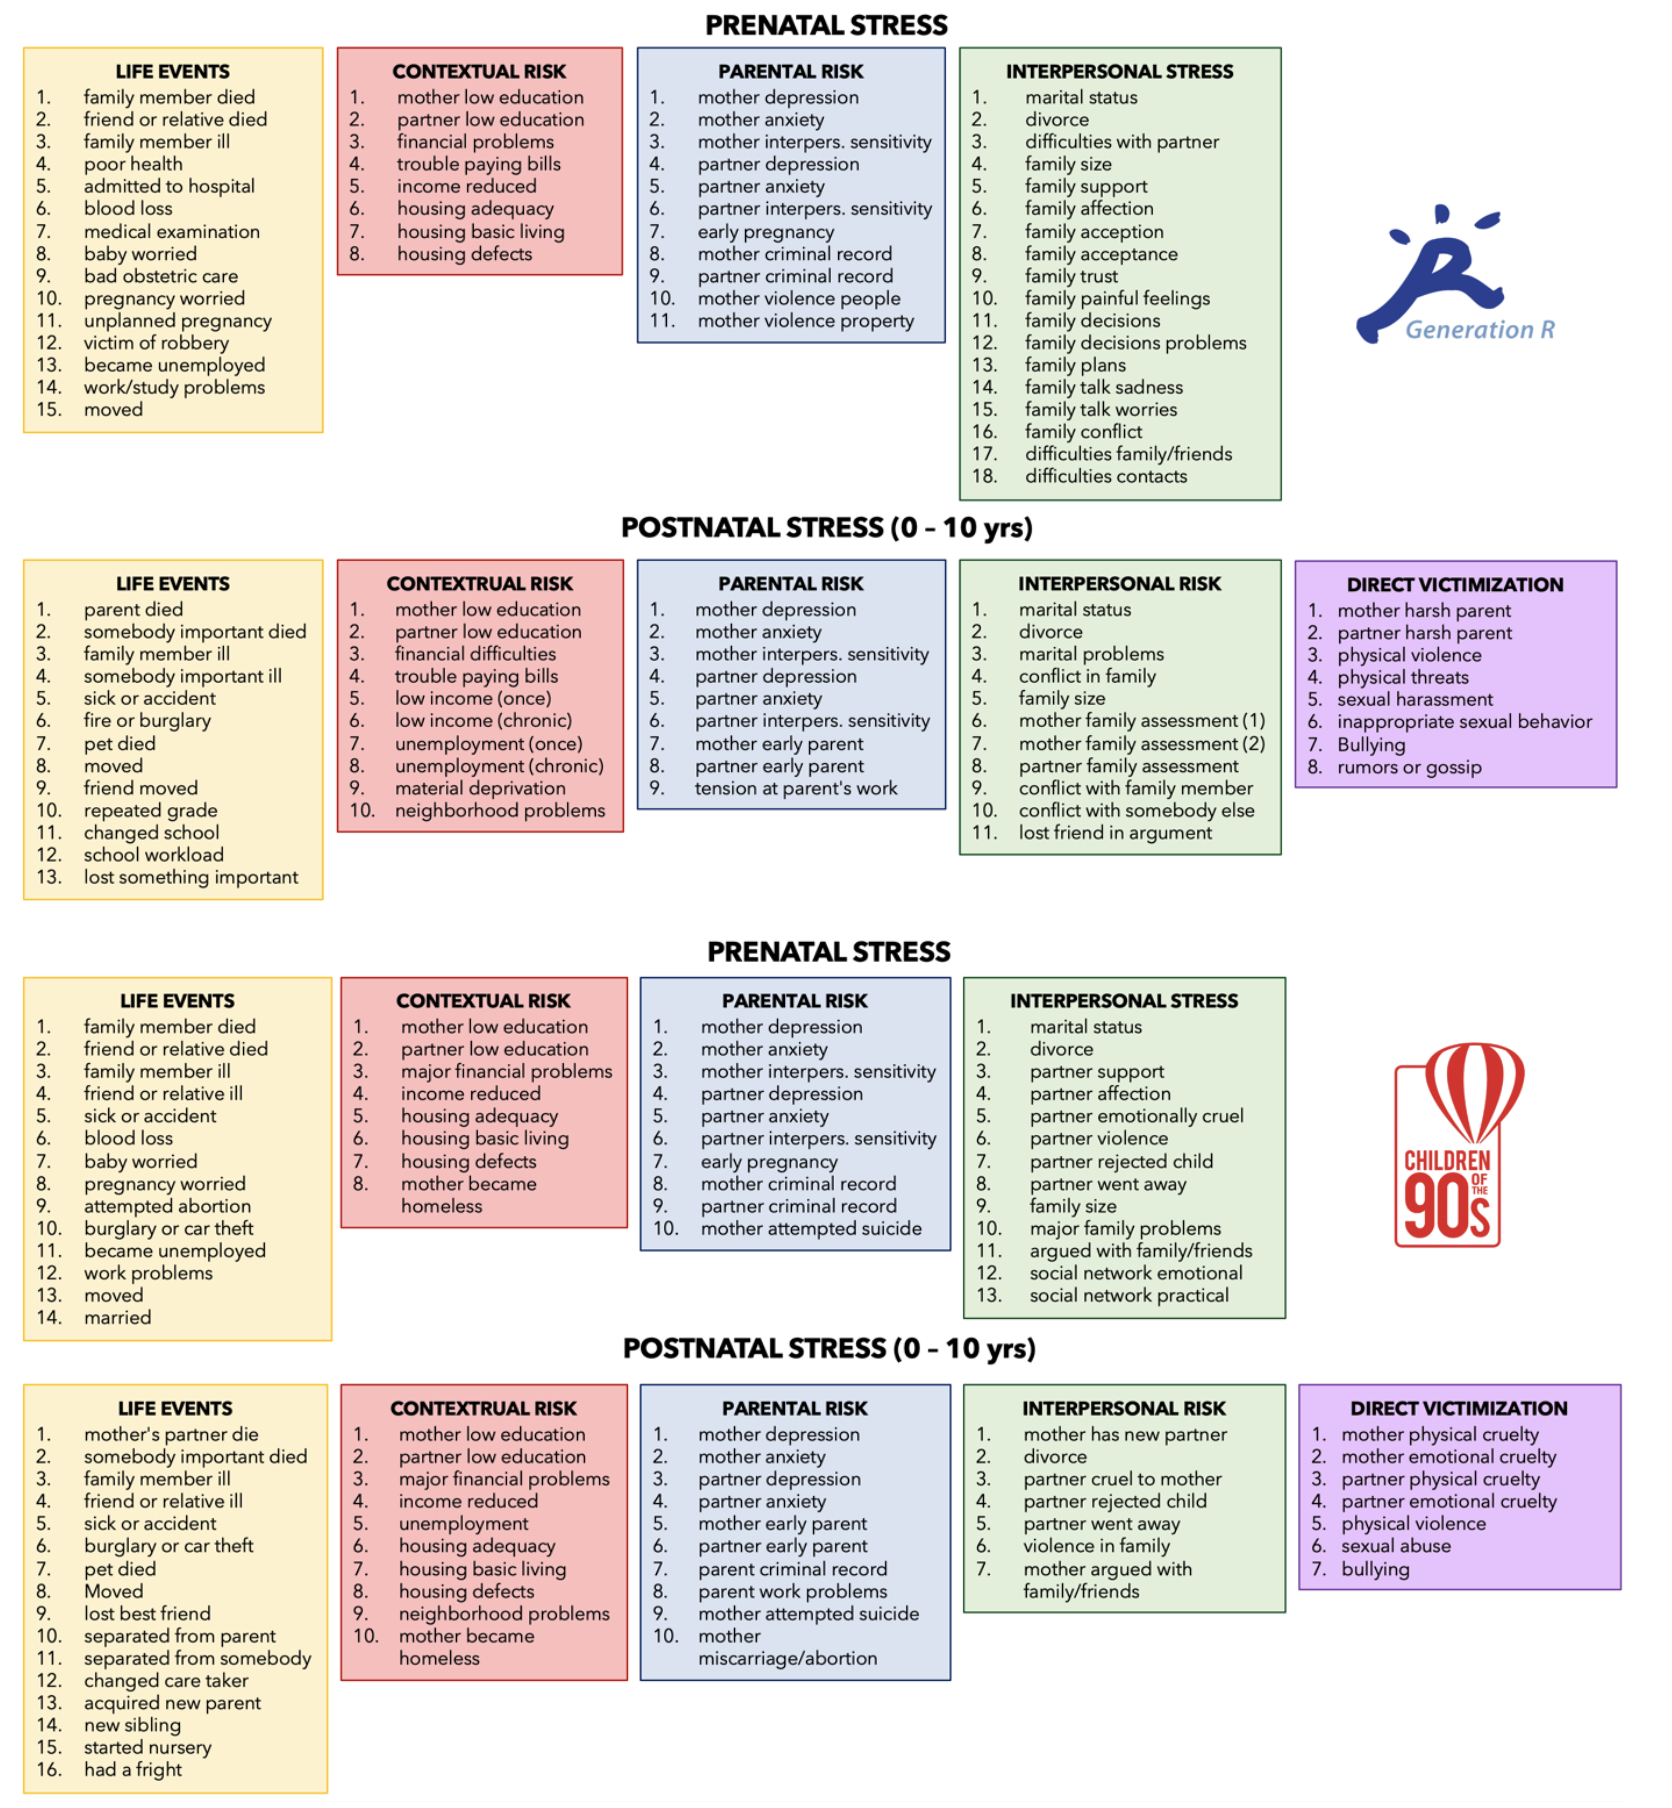 PRENATAL STRESS
LIFE EVENTS
1. family member died
2. friend or relative died
3. family member ill
4. poor health
5. admitted to hospital
6. blood loss
7. medical examination
8. baby worried
9. bad obstetric care
10. pregnancy worried
11. unplanned pregnancy
12. victim of robbery
13. became unemployed
14. work/study problems
15. moved
CONTEXTUAL RISK
1. mother low education
2. partner low education
3. financial problems
4. trouble paying bills
5. income reduced
6. housing adequacy
7. housing basic living
8. housing defects
PARENTAL RISK
1. mother depression
2. mother anxiety
3. mother interpers. sensitivity
4. partner depression
5. partner anxiety
6. partner interpers. sensitivity
7. early pregnancy
8. mother criminal record
9. partner criminal record
10. mother violence people
11. mother violence property
INTERPERSONAL STRESS
1. marital status
2. divorce
3. difficulties with partner
4. family size
5. family support
6. family affection
7. family acception
8. family acceptance
9. family trust
10. family painful feelings
11. family decisions
12. family decisions problems
13. family plans
14. family talk sadness
15. family talk worries
16. family conflict
17. difficulties family/friends
18. difficulties contacts
Generation R
POSTNATAL STRESS (0 – 10 yrs)
LIFE EVENTS
1. parent died
2. somebody important died
3. family member ill
4. somebody important ill
5. sick or accident
6. fire or burglary
7. pet died
8. moved
9. friend moved
10. repeated grade
11. changed school
12. school workload
13. lost something important
CONTEXTRUAL RISK
1. mother low education
2. partner low education
3. financial difficulties
4. trouble paying bills
5. low income (once)
6. low income (chronic)
7. unemployment (once)
8. unemployment (chronic)
9. material deprivation
10. neighborhood problems
PARENTAL RISK
1. mother depression
2. mother anxiety
3. mother interpers. sensitivity
4. partner depression
5. partner anxiety
6. partner interpers. sensitivity
7. mother early parent
8. partner early parent
9. tension at parent's work
INTERPERSONAL RISK
1. marital status
2. divorce
3. marital problems
4. conflict in family
5. family size
6. mother family assessment (1)
7. mother family assessment (2)
8. partner family assessment
9. conflict with family member
10. conflict with somebody else
11. lost friend in argument
DIRECT VICTIMIZATION
1. mother harsh parent
2. partner harsh parent
3. physical violence
4. physical threats
5. sexual harassment
6. inappropriate sexual behavior
7. Bullying
8. rumors or gossip
PRENATAL STRESS
LIFE EVENTS
1. family member died
2. friend or relative died
3. family member ill
4. friend or relative ill
5. sick or accident
6. blood loss
7. baby worried
8. pregnancy worried
9. attempted abortion
10. burglary or car theft
11. became unemployed
12. work problems
13. moved
14. married
CONTEXTUAL RISK
1. mother low education
2. partner low education
3. major financial problems
4. income reduced
5. housing adequacy
6. housing basic living
7. housing defects
8. mother became
homeless
PARENTAL RISK
1. mother depression
2. mother anxiety
3. mother interpers. sensitivity
4. partner depression
5. partner anxiety
6. partner interpers. sensitivity
7. early pregnancy
8. mother criminal record
9. partner criminal record
10. mother attempted suicide
INTERPERSONAL STRESS
1. marital status
2. divorce
3. partner support
4. partner affection
5. partner emotionally cruel
6. partner violence
7. partner rejected child
8. partner went away
9. family size
10. major family problems
11. argued with family/friends
12. social network emotional
13. social network practical
CHILDREN
OF THE
90s
POSTNATAL STRESS (0 – 10 yrs)
LIFE EVENTS
1. mother's partner die
2. somebody important died
3. family member ill
4. friend or relative ill
5. sick or accident
6. burglary or car theft
7. pet died
8. Moved
9. lost best friend
10. separated from parent
11. separated from somebody
12. changed care taker
13. acquired new parent
14. new sibling
15. started nursery
16. had a fright
CONTEXTRUAL RISK
1. mother low education
2. partner low education
3. major financial problems
4. income reduced
5. unemployment
6. housing adequacy
7. housing basic living
8. housing defects
9. neighborhood problems
10. mother became
homeless
PARENTAL RISK
1. mother depression
2. mother anxiety
3. partner depression
4. partner anxiety
5. mother early parent
6. partner early parent
7. parent criminal record
8. parent work problems
9. mother attempted suicide
10. mother
miscarriage/abortion
INTERPERSONAL RISK
1. mother has new partner
2. divorce
3. partner cruel to mother
4. partner rejected child
5. partner went away
6. violence in family
7. mother argued with
family/friends
DIRECT VICTIMIZATION
1. mother physical cruelty
2. mother emotional cruelty
3. partner physical cruelty
4. partner emotional cruelty
5. physical violence
6. sexual abuse
7. bullying